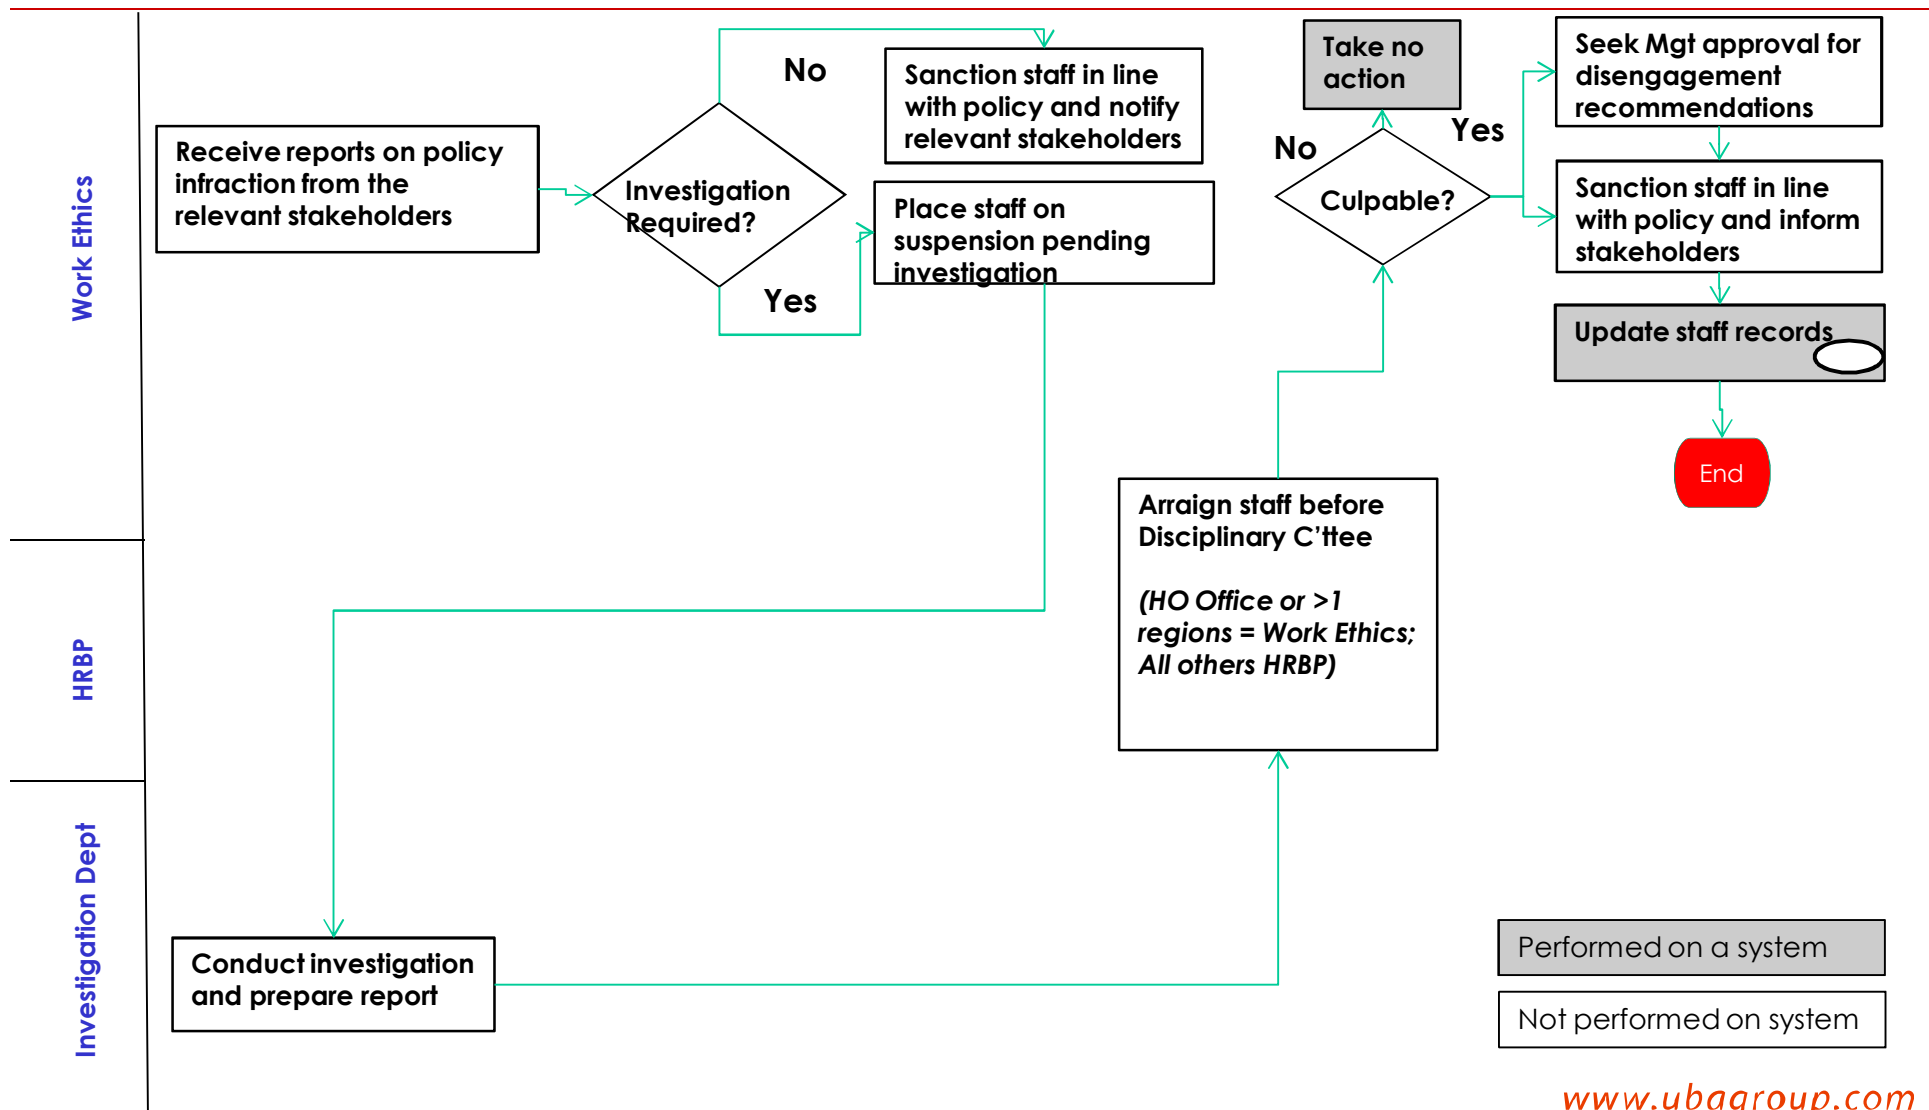 Work Ethics
Receive reports on policy
infraction from the
relevant stakeholders
Investigation
Required?
No
Yes
Sanction staff in line
with policy and notify
relevant stakeholders
Place staff on
suspension pending
investigation
Take no
action
No
Culpable?
Yes
Seek Mgt approval for
disengagement
recommendations
Sanction staff in line
with policy and inform
stakeholders
Update staff records
End
HRBP
Arraign staff before
Disciplinary C’ttee
(HO Office or >1
regions = Work Ethics;
All others HRBP)
Investigation Dept
Conduct investigation
and prepare report
Performed on a system
Not performed on system
www.ubagroup.com